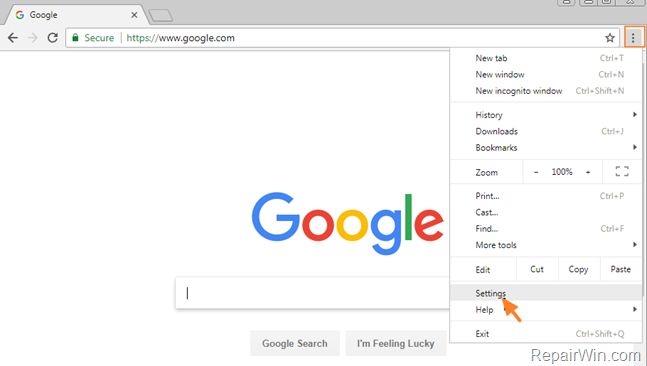 Google
Secure https://www.google.com
New tab Ctrl+T
New window Ctrl+N
New incognito window Ctrl+Shift+N
History
Downloads Ctrl+J
Bookmarks
Zoom − 100% +
Print... Ctrl+P
Cast...
Find... Ctrl+F
More tools
Edit Cut Copy Paste
Settings
Help
Exit Ctrl+Shift+Q
Google
Google Search I'm Feeling Lucky
RepairWin.com